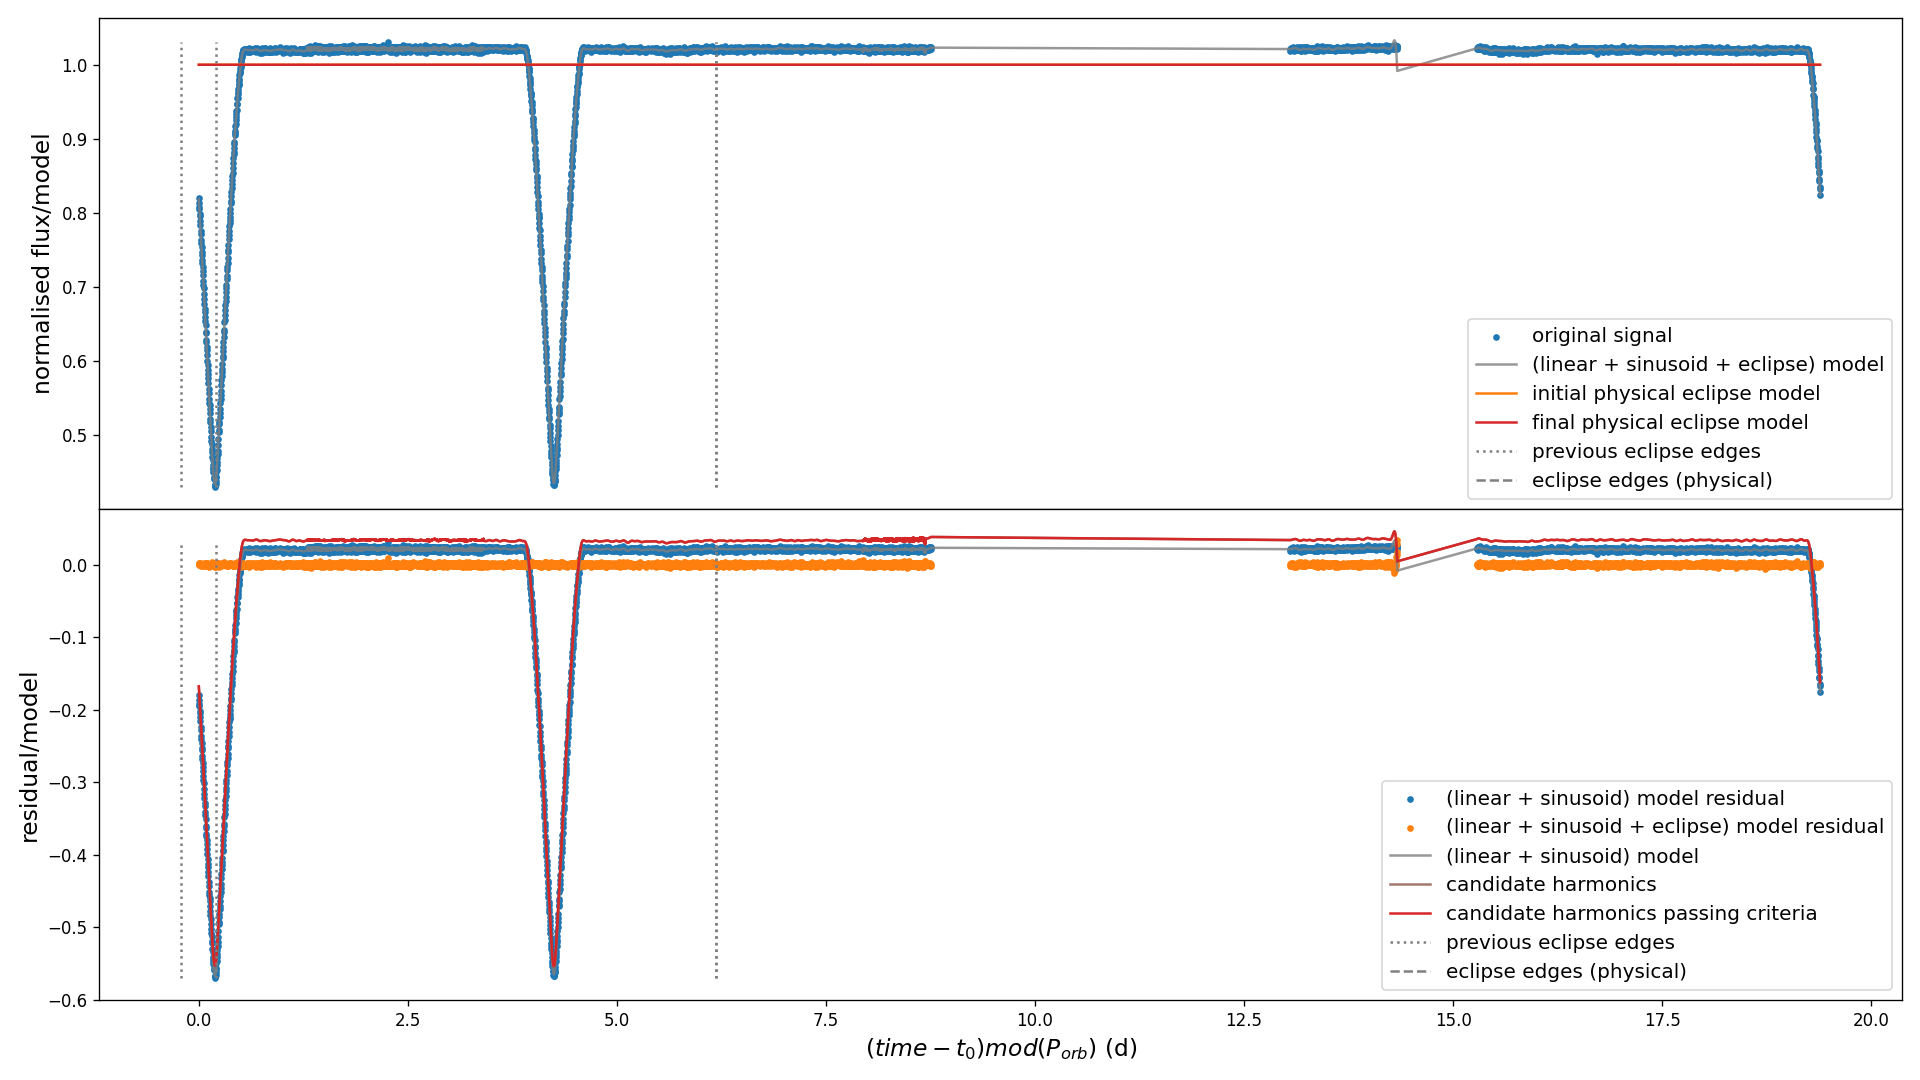 normalised flux/model
1.0
0.9
0.8
0.7
0.6
0.5
original signal
(linear + sinusoid + eclipse) model
initial physical eclipse model
final physical eclipse model
previous eclipse edges
eclipse edges (physical)
residual/model
0.0
−0.1
−0.2
−0.3
−0.4
−0.5
−0.6
(linear + sinusoid) model residual
(linear + sinusoid + eclipse) model residual
(linear + sinusoid) model
candidate harmonics
candidate harmonics passing criteria
previous eclipse edges
eclipse edges (physical)
0.0 2.5 5.0 7.5 10.0 12.5 15.0 17.5 20.0
(time − t₀)mod(P_orb) (d)